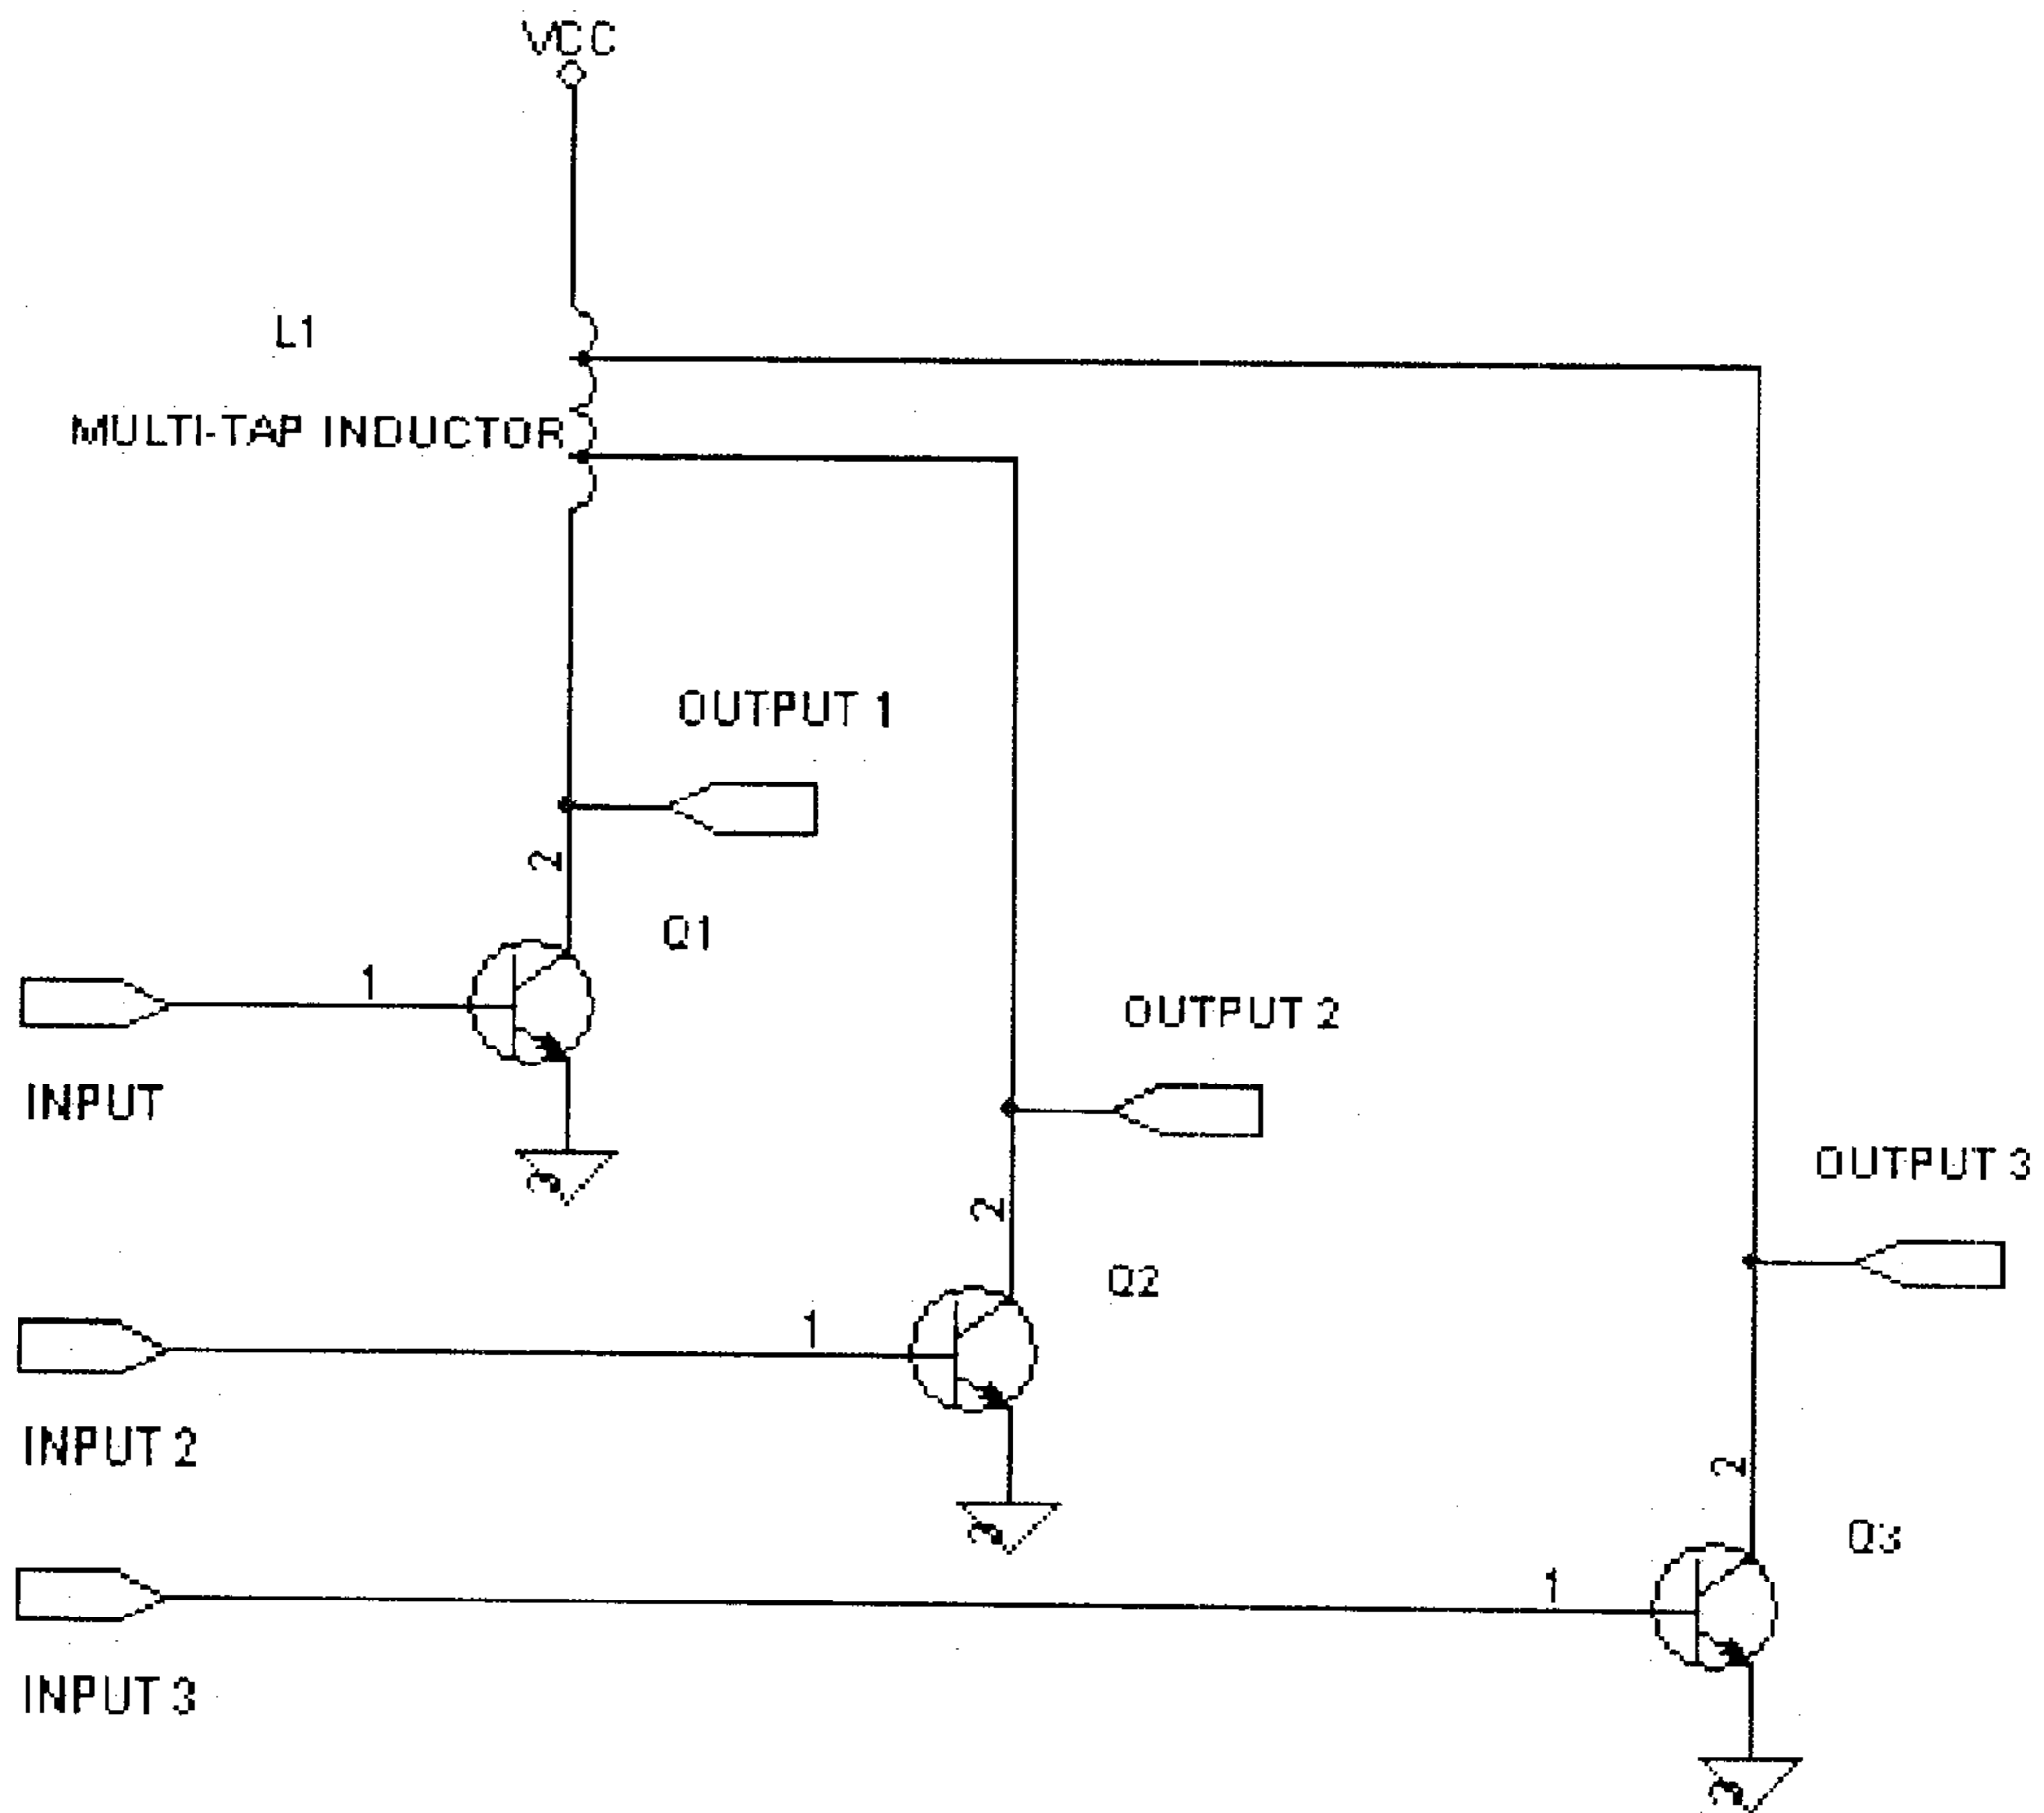 VCC
L1
MULTI-TAP INDUCTOR
OUTPUT 1
2
Q1
1
INPUT
OUTPUT 2
OUTPUT 3
2
Q2
1
INPUT 2
2
Q3
1
INPUT 3